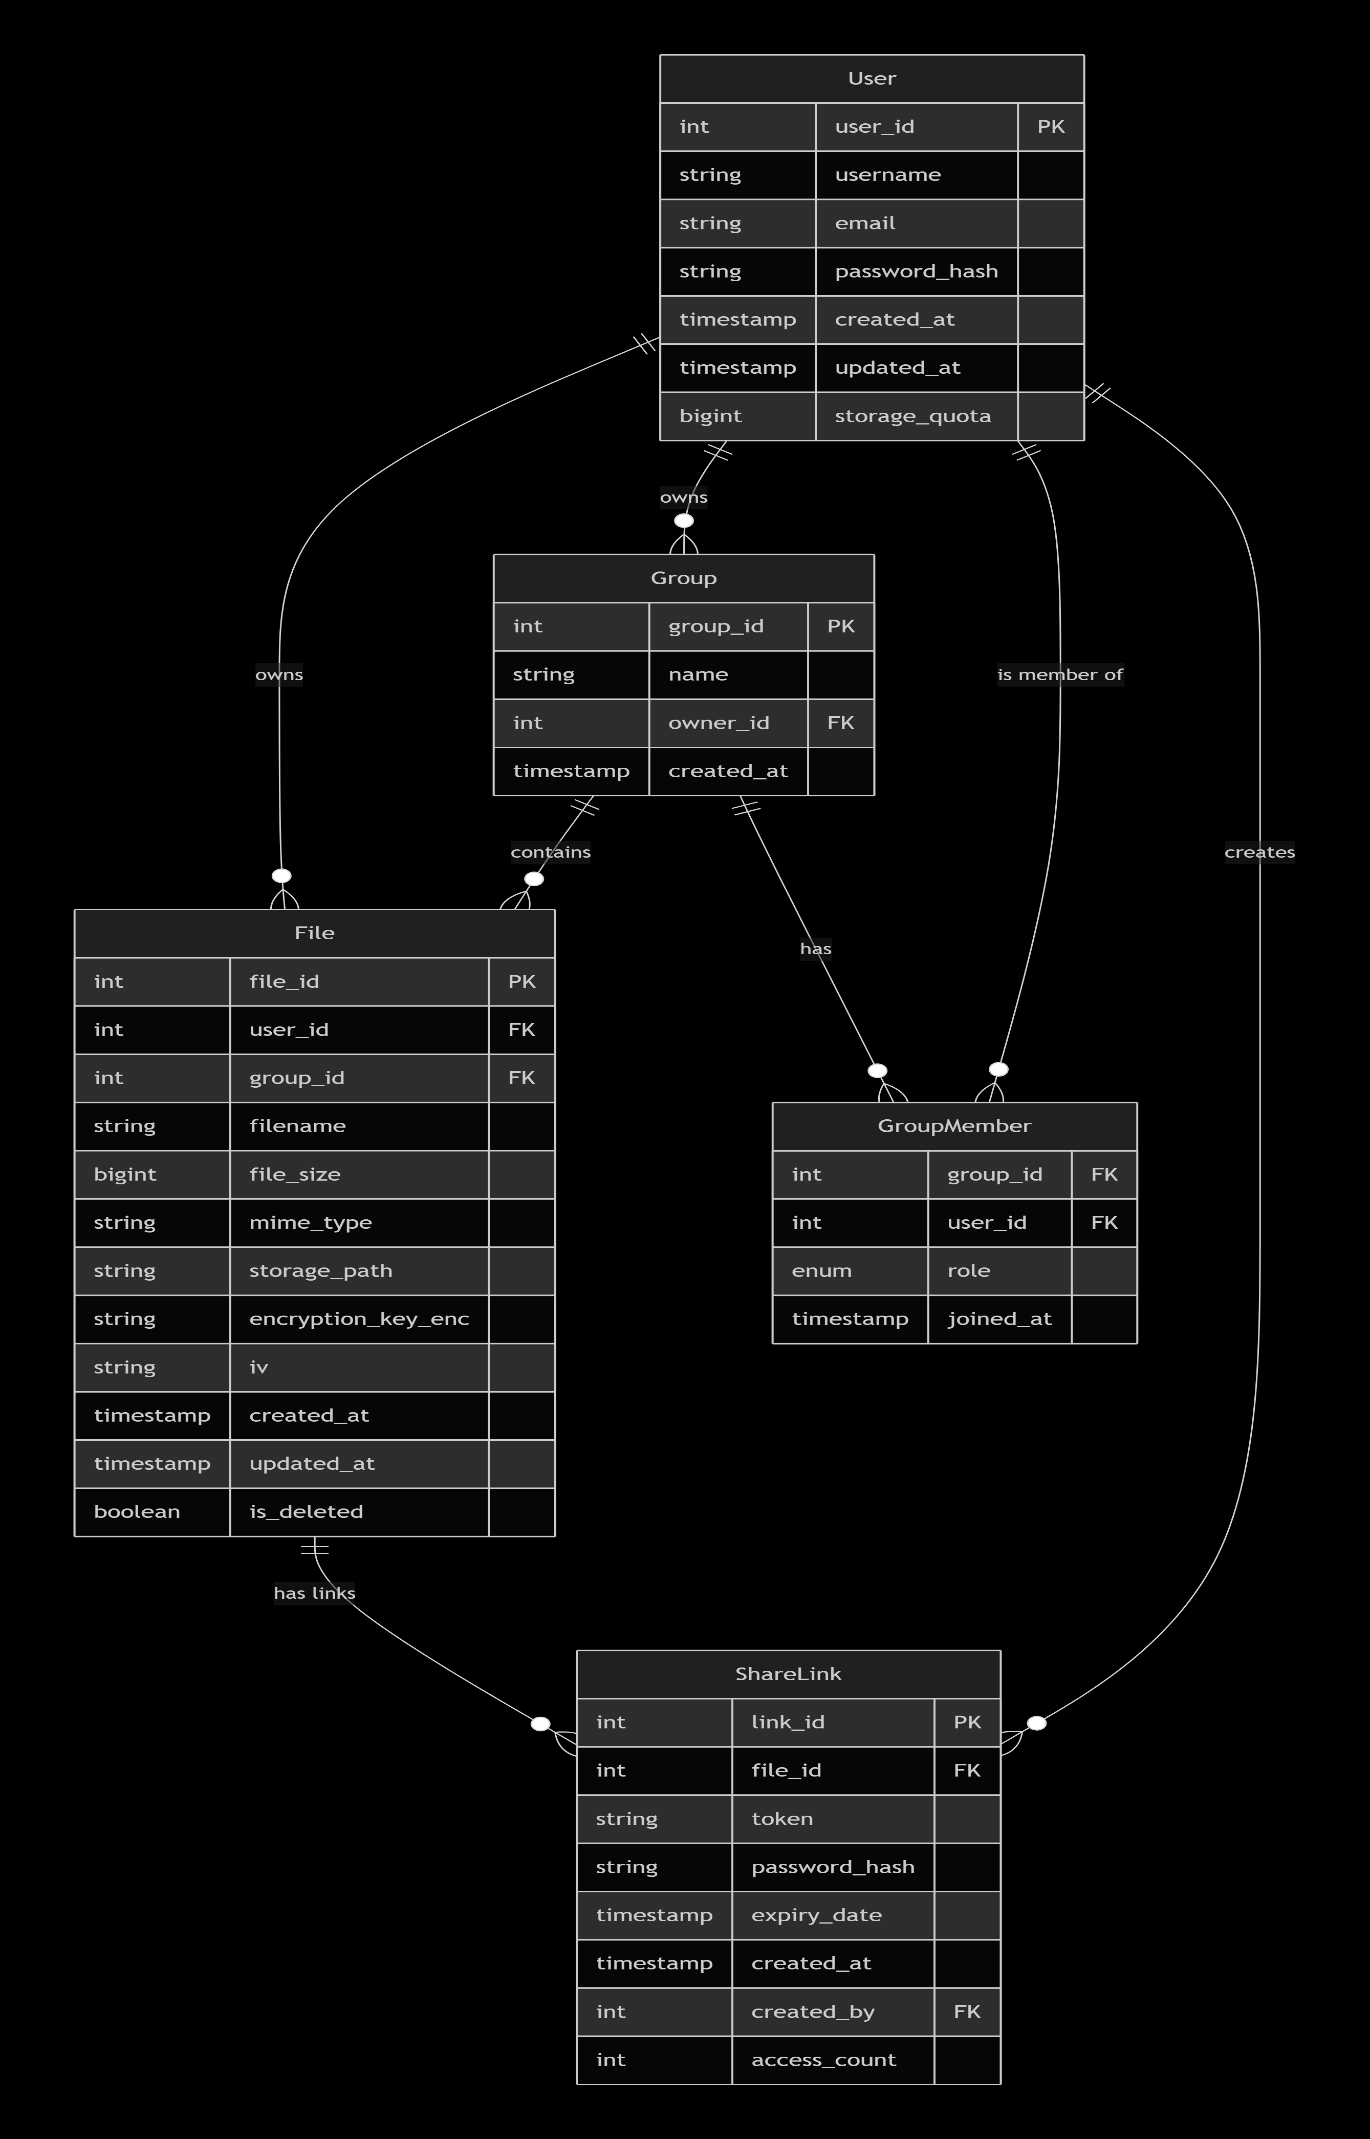 User
int user_id PK
string username
string email
string password_hash
timestamp created_at
timestamp updated_at
bigint storage_quota
owns
Group
int group_id PK
string name
int owner_id FK
timestamp created_at
owns
is member of
contains
creates
has
File
int file_id PK
int user_id FK
int group_id FK
string filename
bigint file_size
string mime_type
string storage_path
string encryption_key_enc
string iv
timestamp created_at
timestamp updated_at
boolean is_deleted
GroupMember
int group_id FK
int user_id FK
enum role
timestamp joined_at
has links
ShareLink
int link_id PK
int file_id FK
string token
string password_hash
timestamp expiry_date
timestamp created_at
int created_by FK
int access_count